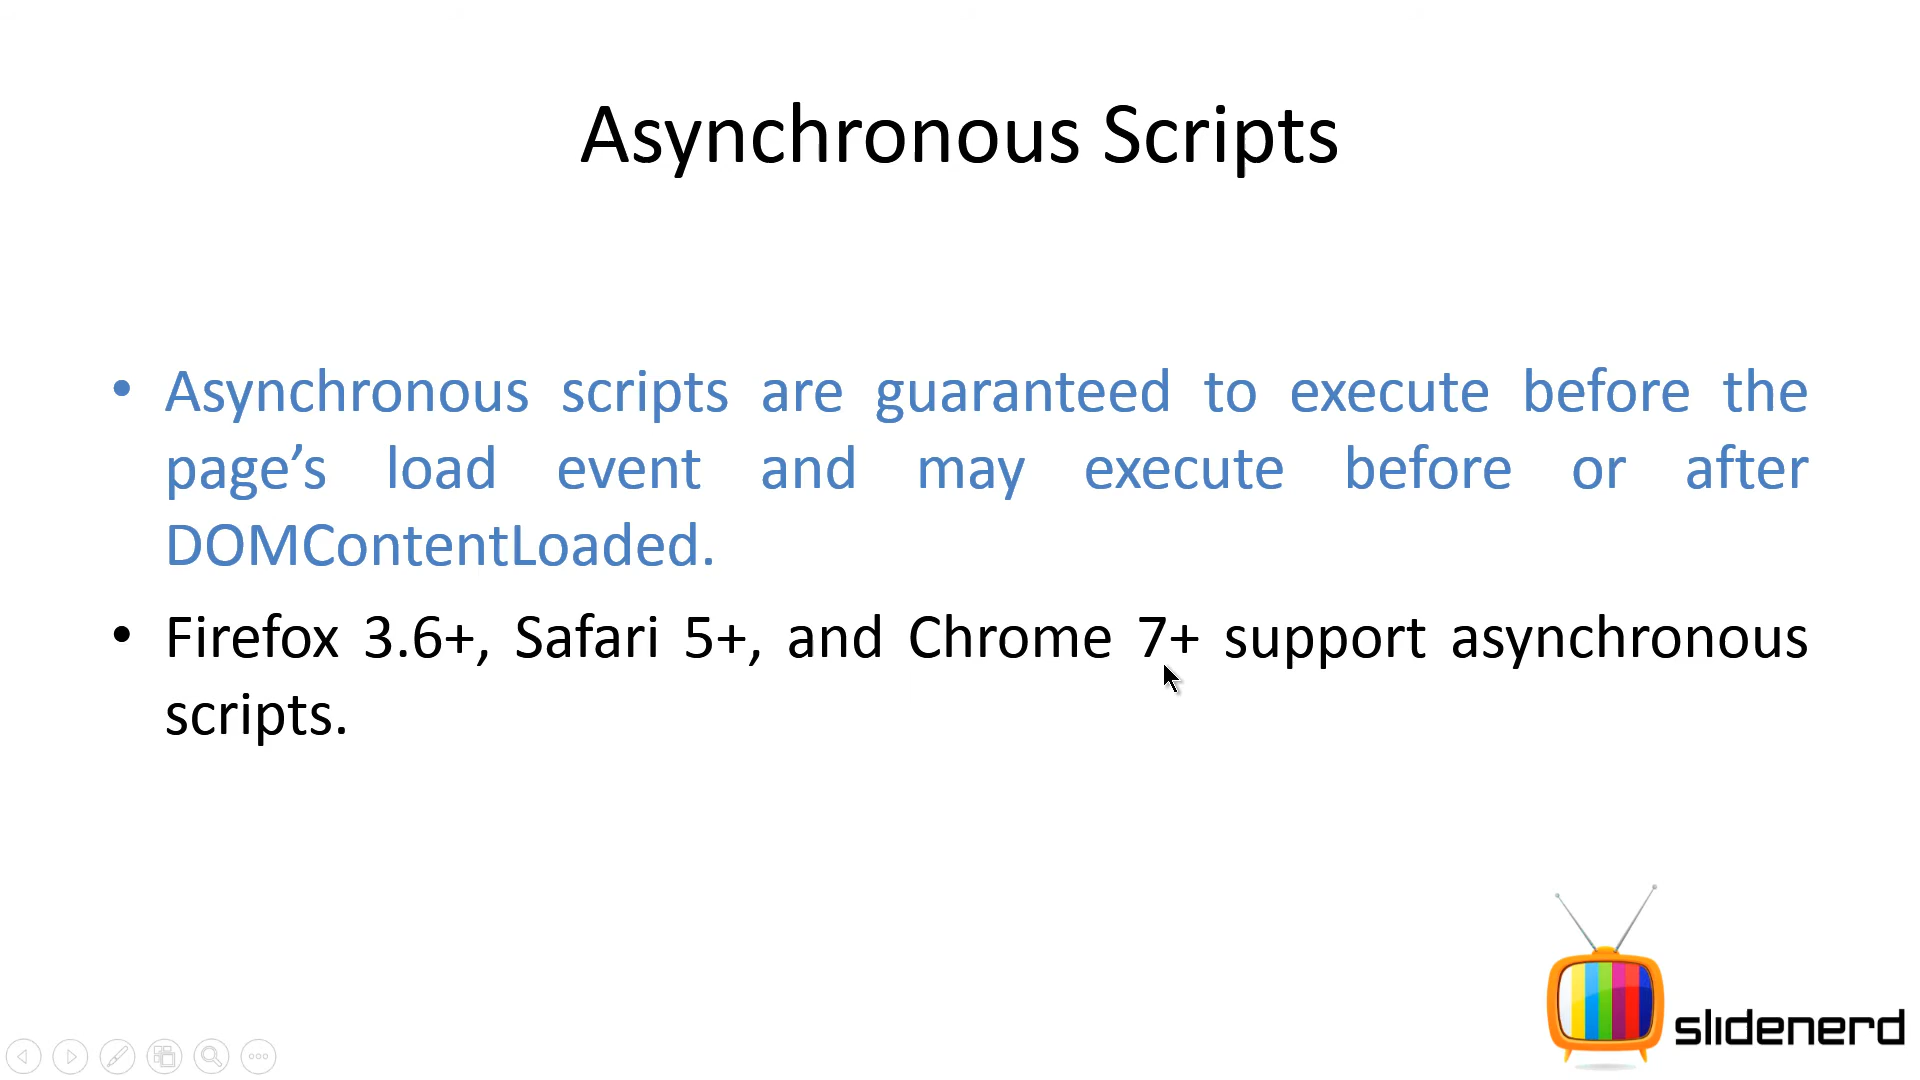 Asynchronous Scripts
• Asynchronous scripts are guaranteed to execute before the
page’s load event and may execute before or after
DOMContentLoaded.
• Firefox 3.6+, Safari 5+, and Chrome 7+ support asynchronous
scripts.
slidenerd